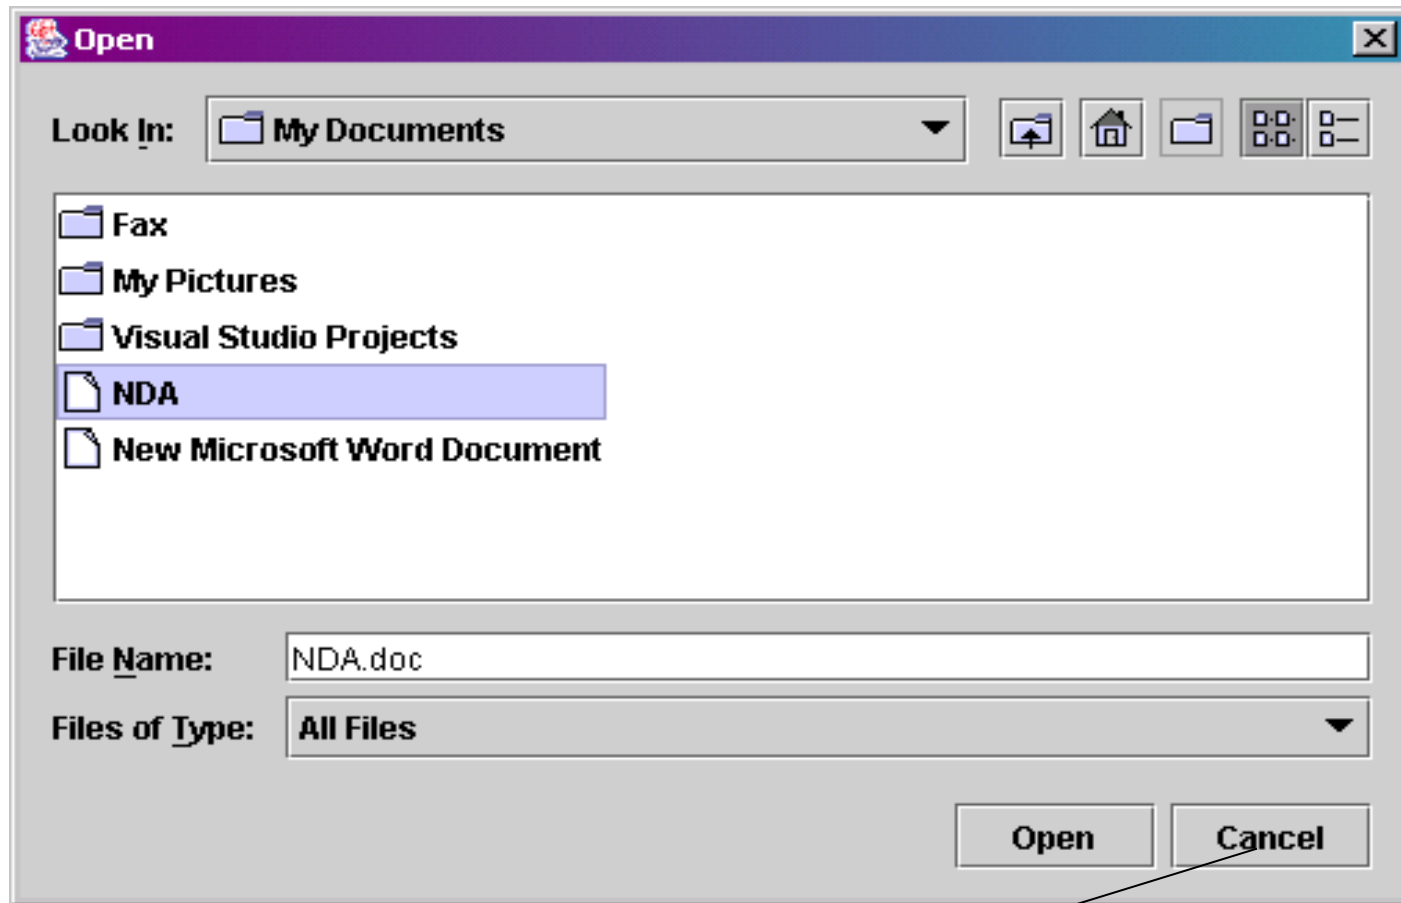 Open
Look In: My Documents
Fax
My Pictures
Visual Studio Projects
NDA
New Microsoft Word Document
File Name: NDA.doc
Files of Type: All Files
Open Cancel